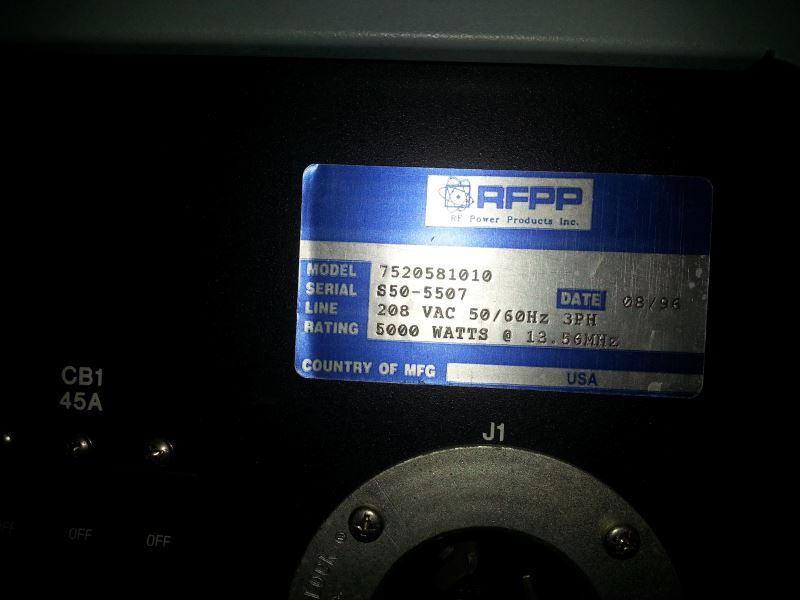 RFPP
RF Power Products Inc.
MODEL 7520581010
SERIAL S50-5507 DATE 08/96
LINE 208 VAC 50/60Hz 3PH
RATING 5000 WATTS @ 13.56MHz
COUNTRY OF MFG USA
CB1
45A
J1
OFF OFF
LOCK ®